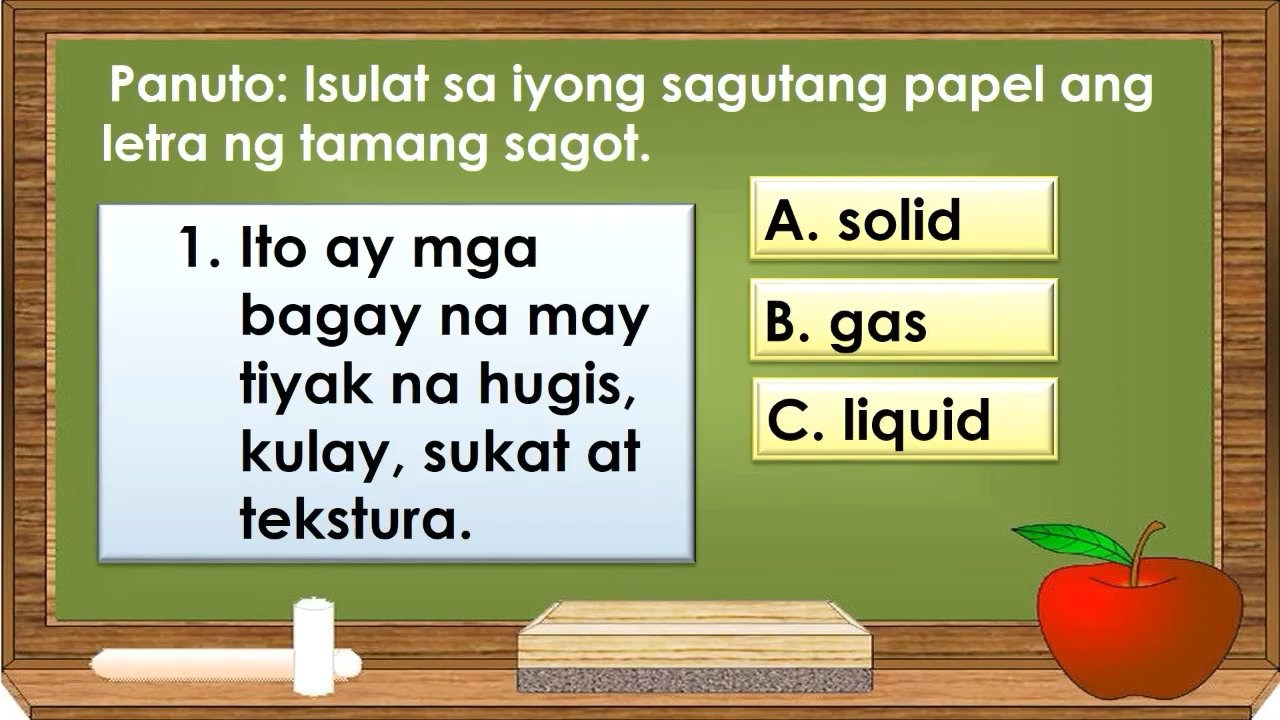 Panuto: Isulat sa iyong sagutang papel ang
letra ng tamang sagot.
1. Ito ay mga
bagay na may
tiyak na hugis,
kulay, sukat at
tekstura.
A. solid
B. gas
C. liquid